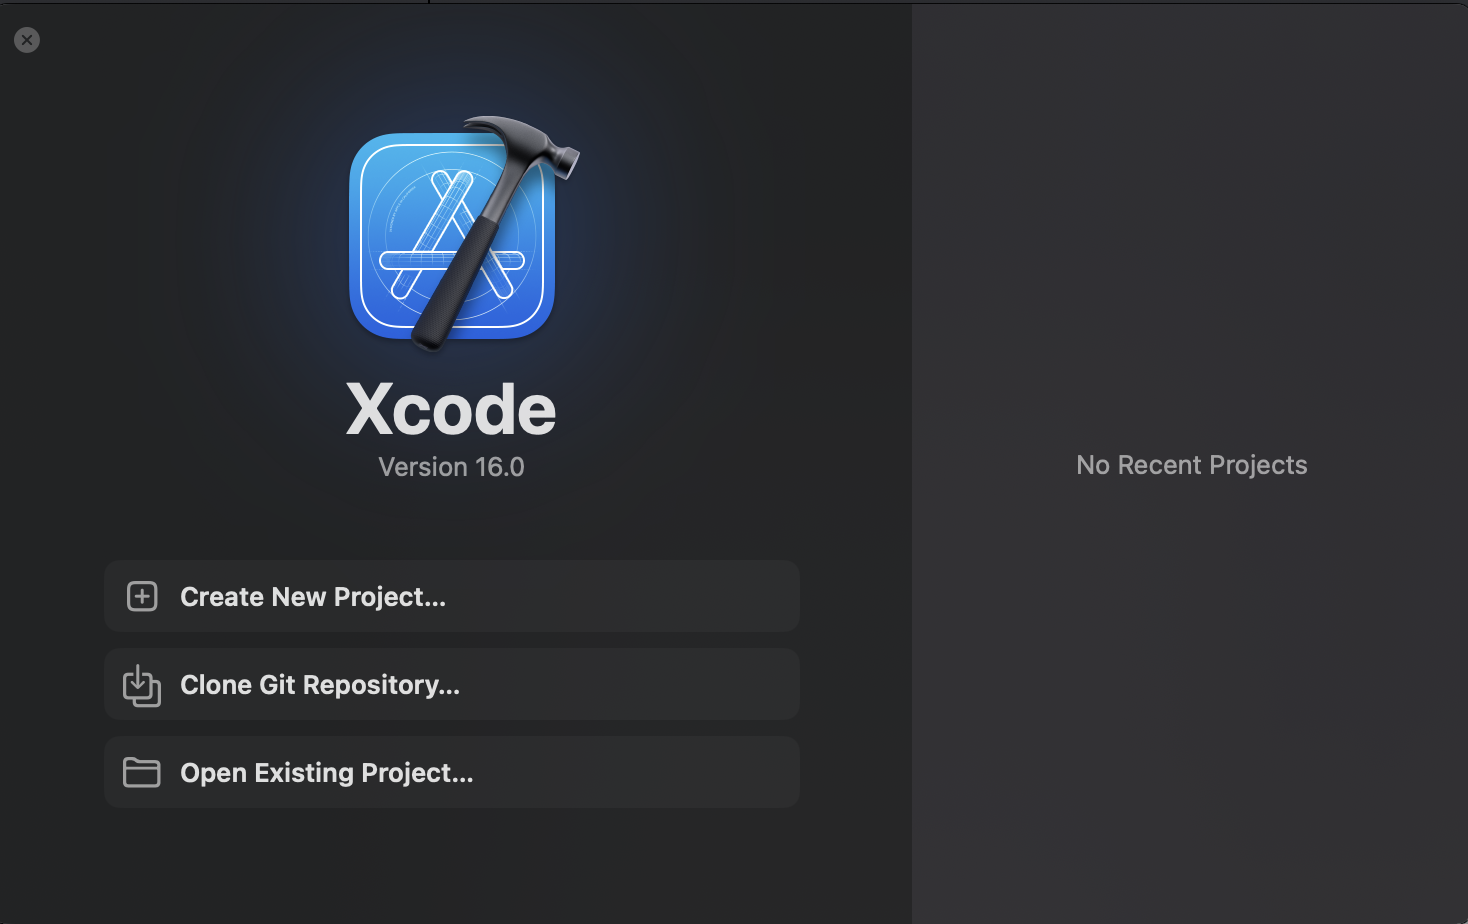 Xcode
Version 16.0
Create New Project...
Clone Git Repository...
Open Existing Project...
No Recent Projects